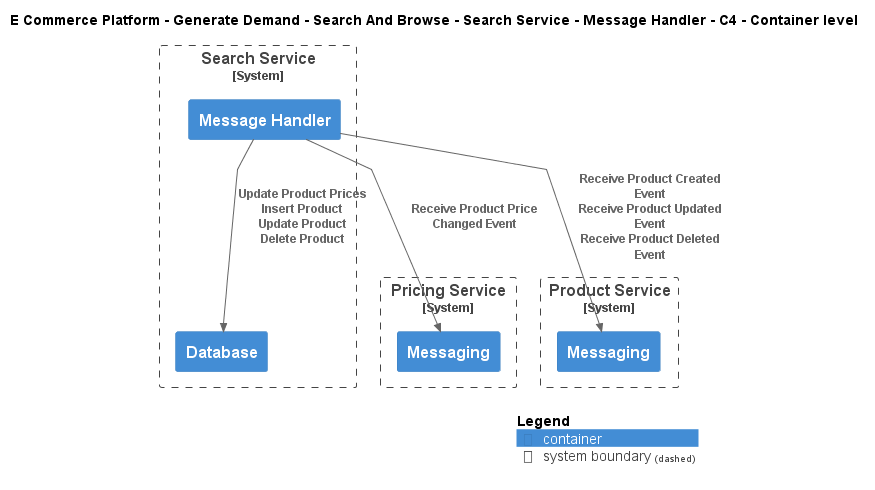 E Commerce Platform - Generate Demand - Search And Browse - Search Service - Message Handler - C4 - Container level
Search Service
[System]
Message Handler
Update Product Prices
Insert Product
Update Product
Delete Product
Receive Product Price
Changed Event
Receive Product Created
Event
Receive Product Updated
Event
Receive Product Deleted
Event
Pricing Service
[System]
Product Service
[System]
Database
Messaging
Messaging
Legend
container
system boundary (dashed)